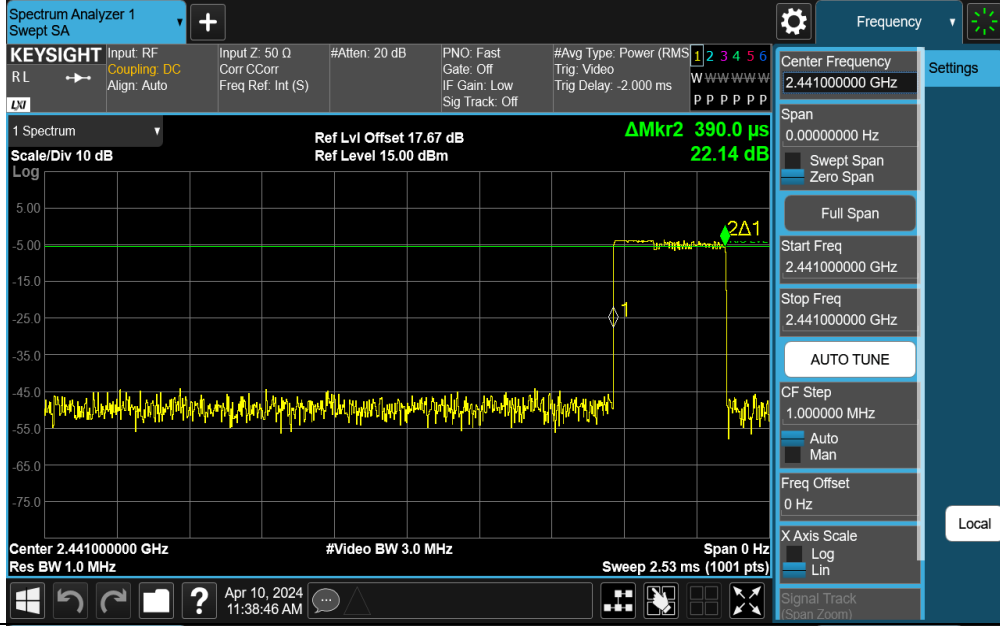 Spectrum Analyzer 1
Swept SA
+
Frequency
KEYSIGHT
R L
LXI
Input: RF
Coupling: DC
Align: Auto
Input Z: 50 Ω
Corr CCorr
Freq Ref: Int (S)
#Atten: 20 dB
PNO: Fast
Gate: Off
IF Gain: Low
Sig Track: Off
#Avg Type: Power (RMS
Trig: Video
Trig Delay: -2.000 ms
1 2 3 4 5 6
W W W W W W
P P P P P P
1 Spectrum
Scale/Div 10 dB
Log
Ref Lvl Offset 17.67 dB
Ref Level 15.00 dBm
ΔMkr2 390.0 µs
22.14 dB
5.00
-5.00
-15.0
-25.0
-35.0
-45.0
-55.0
-65.0
-75.0
2Δ1
1
Center 2.441000000 GHz
Res BW 1.0 MHz
#Video BW 3.0 MHz
Span 0 Hz
Sweep 2.53 ms (1001 pts)
?
Apr 10, 2024
11:38:46 AM
Center Frequency
2.441000000 GHz
Span
0.00000000 Hz
Swept Span
Zero Span
Full Span
Start Freq
2.441000000 GHz
Stop Freq
2.441000000 GHz
AUTO TUNE
CF Step
1.000000 MHz
Auto
Man
Freq Offset
0 Hz
X Axis Scale
Log
Lin
Signal Track
(Span Zoom)
Settings
Local